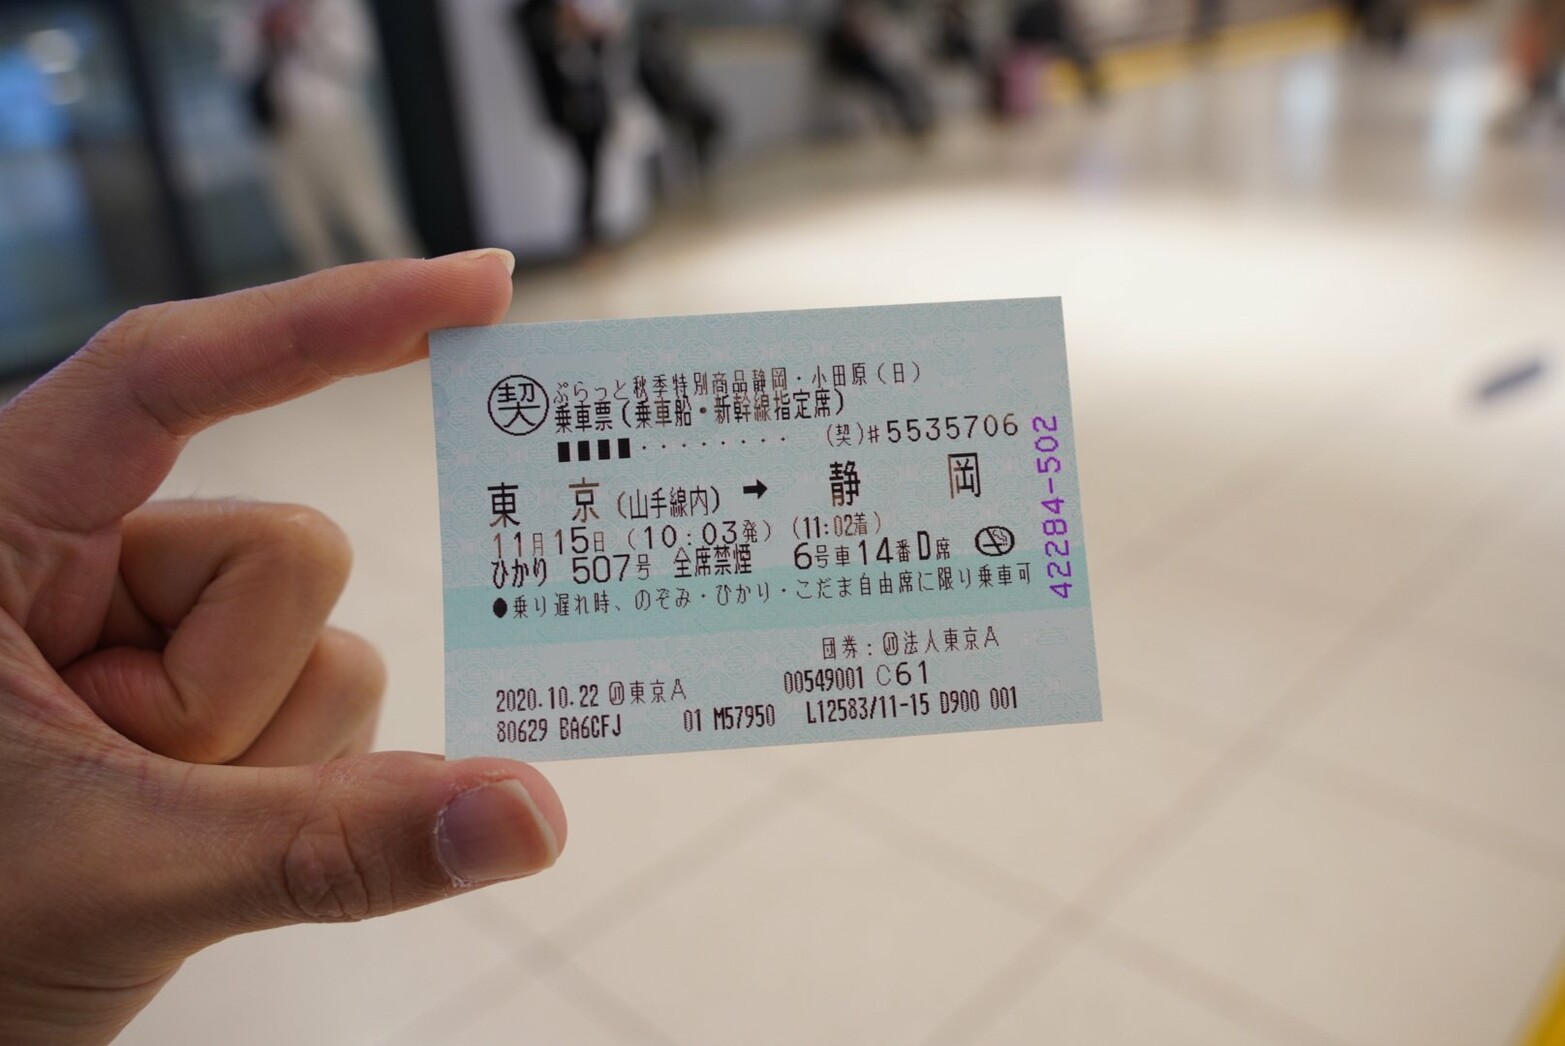 契 ぷらっと秋季特別商品静岡・小田原(日)
乗車票(乗車船・新幹線指定席)
(契)#5535706
東 京(山手線内) ➡ 静 岡
11月15日(10:03発)(11:02着)
ひかり 507号 全席禁煙 6号車14番D席
●乗り遅れ時、のぞみ・ひかり・こだま自由席に限り乗車可
団券:㋙法人東京A
00549001 C61
2020.10.22 ㋙東京A
80629 BA6CFJ 01 M57950 L12583/11-15 D900 001
42284-502